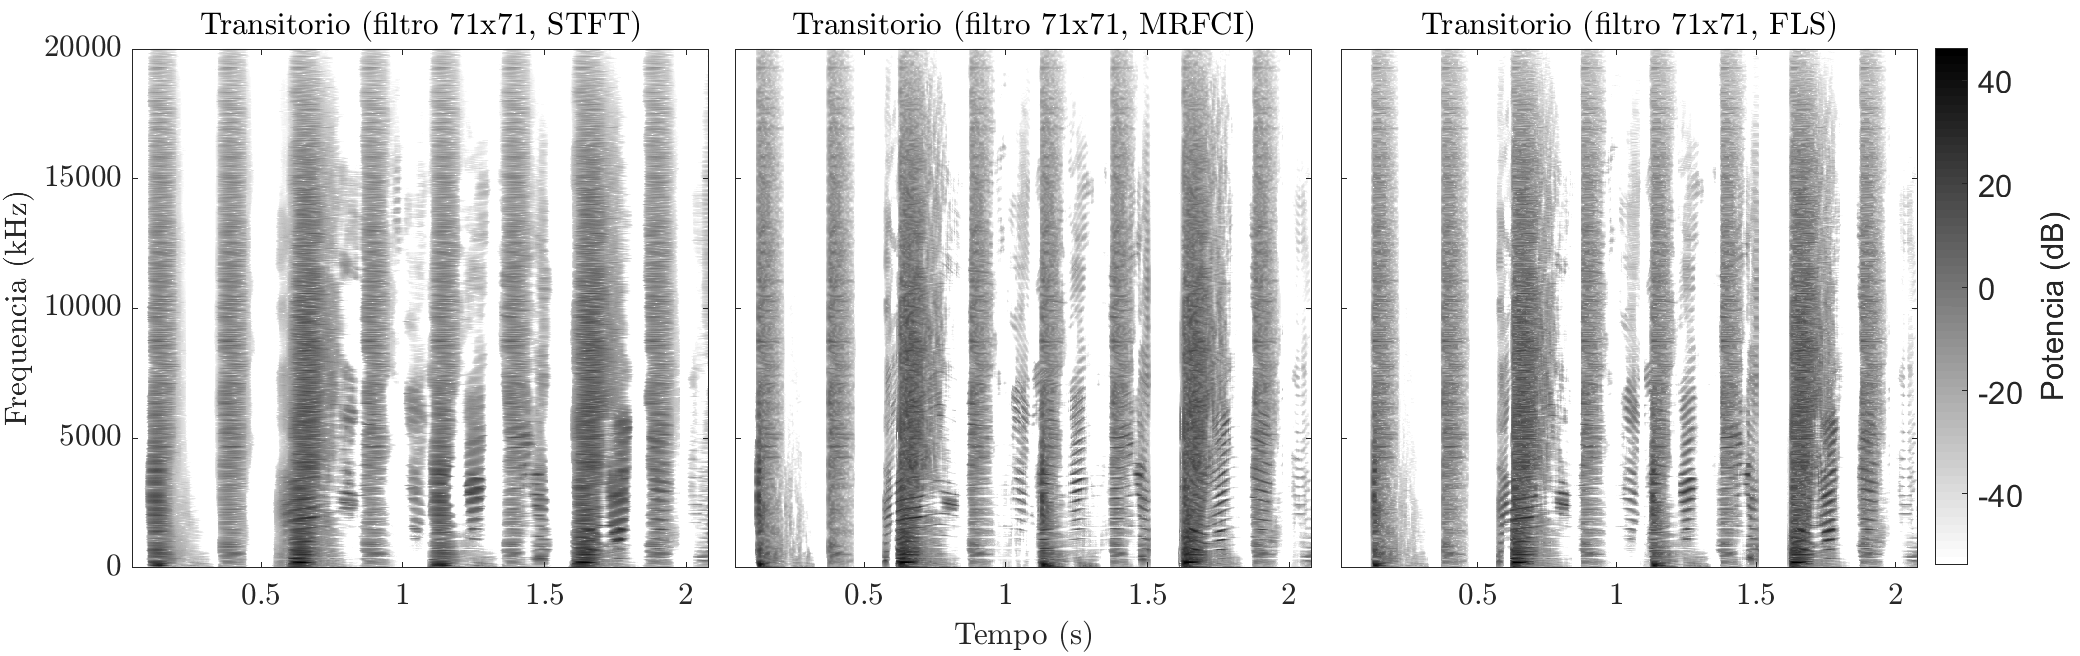 Transitorio (filtro 71x71, STFT)
Transitorio (filtro 71x71, MRFCI)
Transitorio (filtro 71x71, FLS)
Frequencia (kHz)
20000
15000
10000
5000
0
0.5 1 1.5 2
0.5 1 1.5 2
0.5 1 1.5 2
Tempo (s)
40
20
0
-20
-40
Potencia (dB)